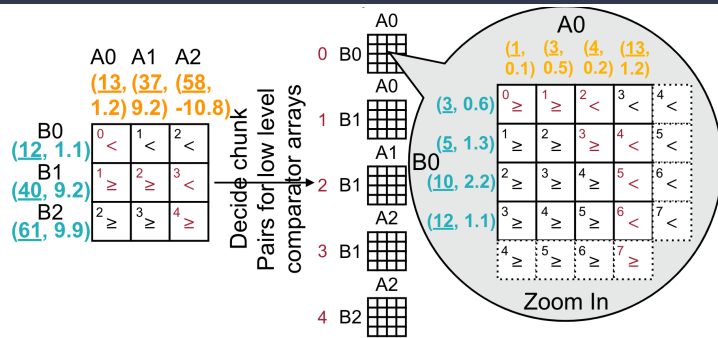 A0 A1 A2
(13, (37, (58,
1.2) 9.2) -10.8)
B0
(12, 1.1)
B1
(40, 9.2)
B2
(61, 9.9)
0 < 1 < 2 <
1 ≥ 2 ≥ 3 <
2 ≥ 3 ≥ 4 ≥
Decide chunk
Pairs for low level
comparator arrays
A0
0 B0
A0
1 B1
A1
2 B1
A2
3 B1
A2
4 B2
A0
(1, (3, (4, (13,
0.1) 0.5) 0.2) 1.2)
B0
(3, 0.6) 0 ≥ 1 ≥ 2 < 3 < 4 <
(5, 1.3) 1 ≥ 2 ≥ 3 ≥ 4 < 5 <
(10, 2.2) 2 ≥ 3 ≥ 4 ≥ 5 < 6 <
(12, 1.1) 3 ≥ 4 ≥ 5 ≥ 6 < 7 <
4 ≥ 5 ≥ 6 ≥ 7 ≥
Zoom In